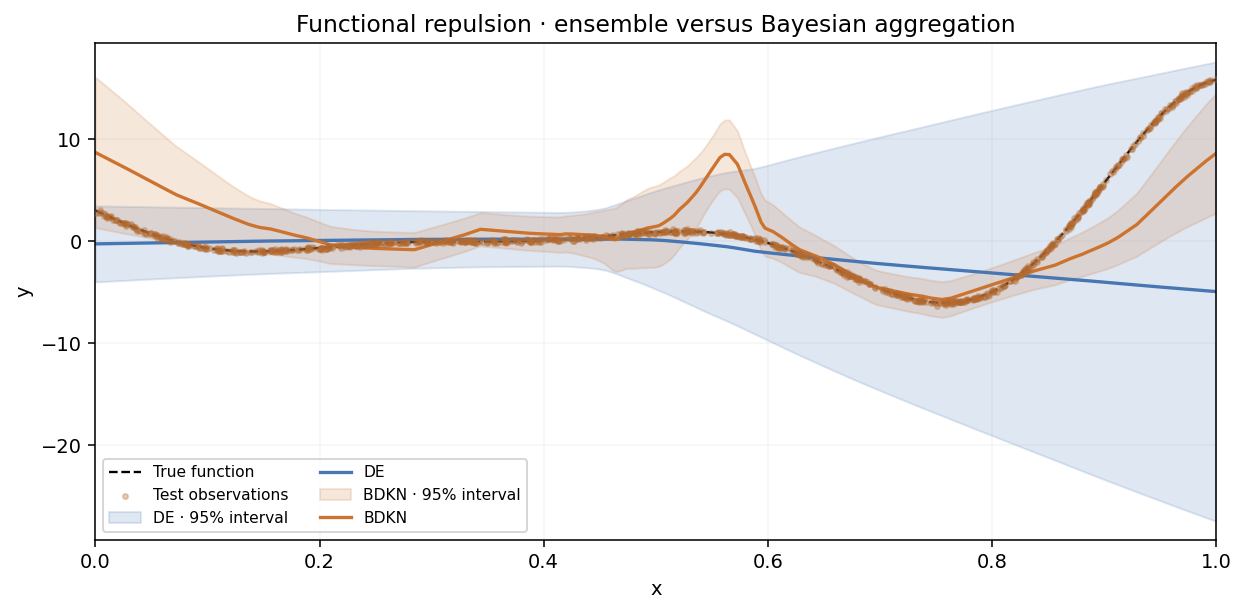 Functional repulsion · ensemble versus Bayesian aggregation
y
10
0
−10
−20
True function
Test observations
DE · 95% interval
DE
BDKN · 95% interval
BDKN
0.0 0.2 0.4 0.6 0.8 1.0
x